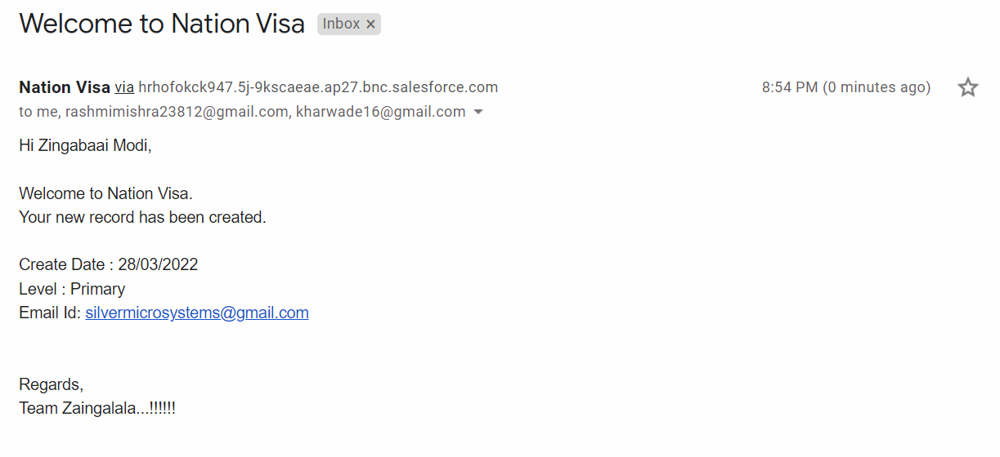 Welcome to Nation Visa Inbox ×
Nation Visa via hrhofokck947.5j-9kscaeae.ap27.bnc.salesforce.com 8:54 PM (0 minutes ago)
to me, rashmimishra23812@gmail.com, kharwade16@gmail.com
Hi Zingabaai Modi,
Welcome to Nation Visa.
Your new record has been created.
Create Date : 28/03/2022
Level : Primary
Email Id: silvermicrosystems@gmail.com
Regards,
Team Zaingalala...!!!!!!